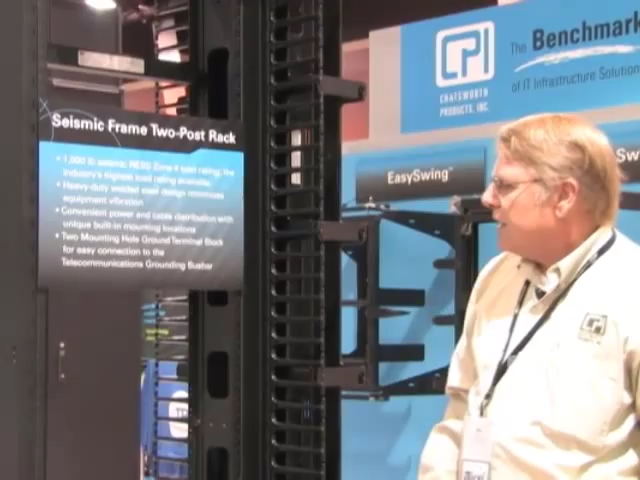 Seismic Frame Two-Post Rack
• 1,000 lb seismic NEBS Zone 4 load rating, the
industry's highest load rating available
• Heavy-duty welded steel design minimizes
equipment vibration
• Convenient power and cable distribution with
unique built-in mounting locations
• Two Mounting Hole Ground Terminal Block
for easy connection to the
Telecommunications Grounding Busbar
CPI
CHATSWORTH
PRODUCTS, INC.
The Benchmark
of IT Infrastructure Solution
EasySwing™
Sw
CPI